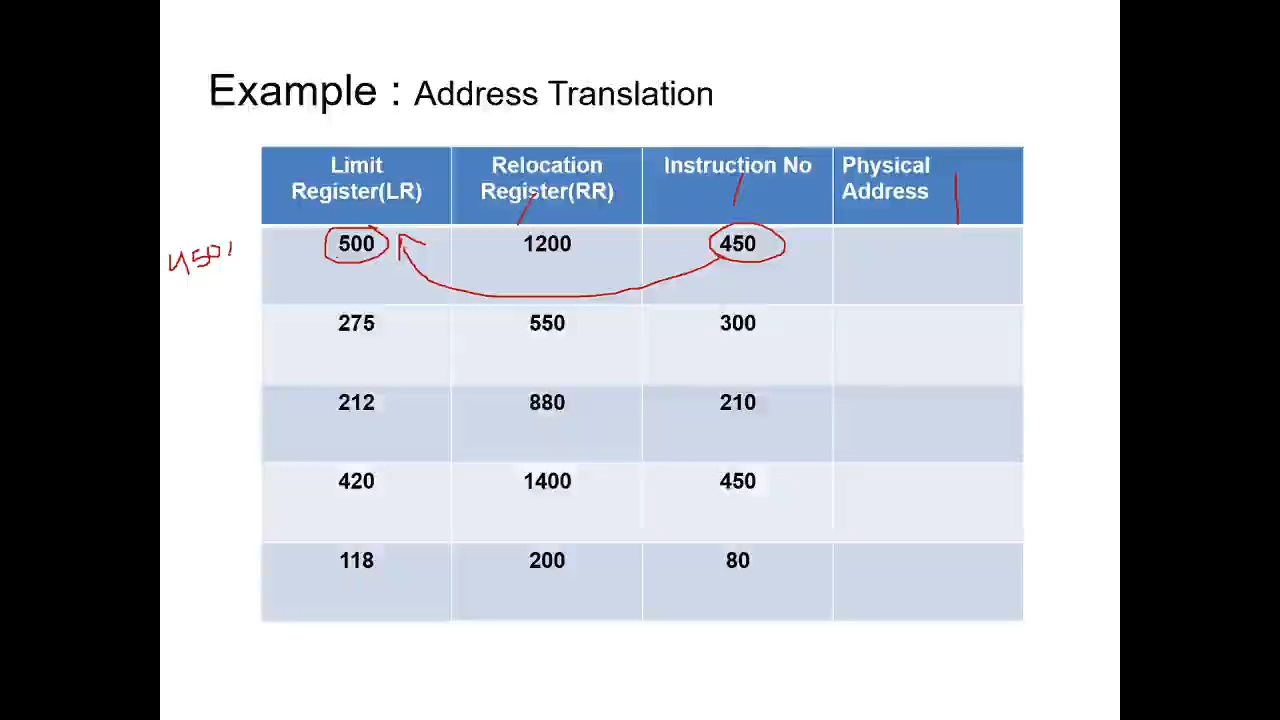 Example : Address Translation
Limit Register(LR) Relocation Register(RR) Instruction No Physical Address
500 1200 450
275 550 300
212 880 210
420 1400 450
118 200 80
450